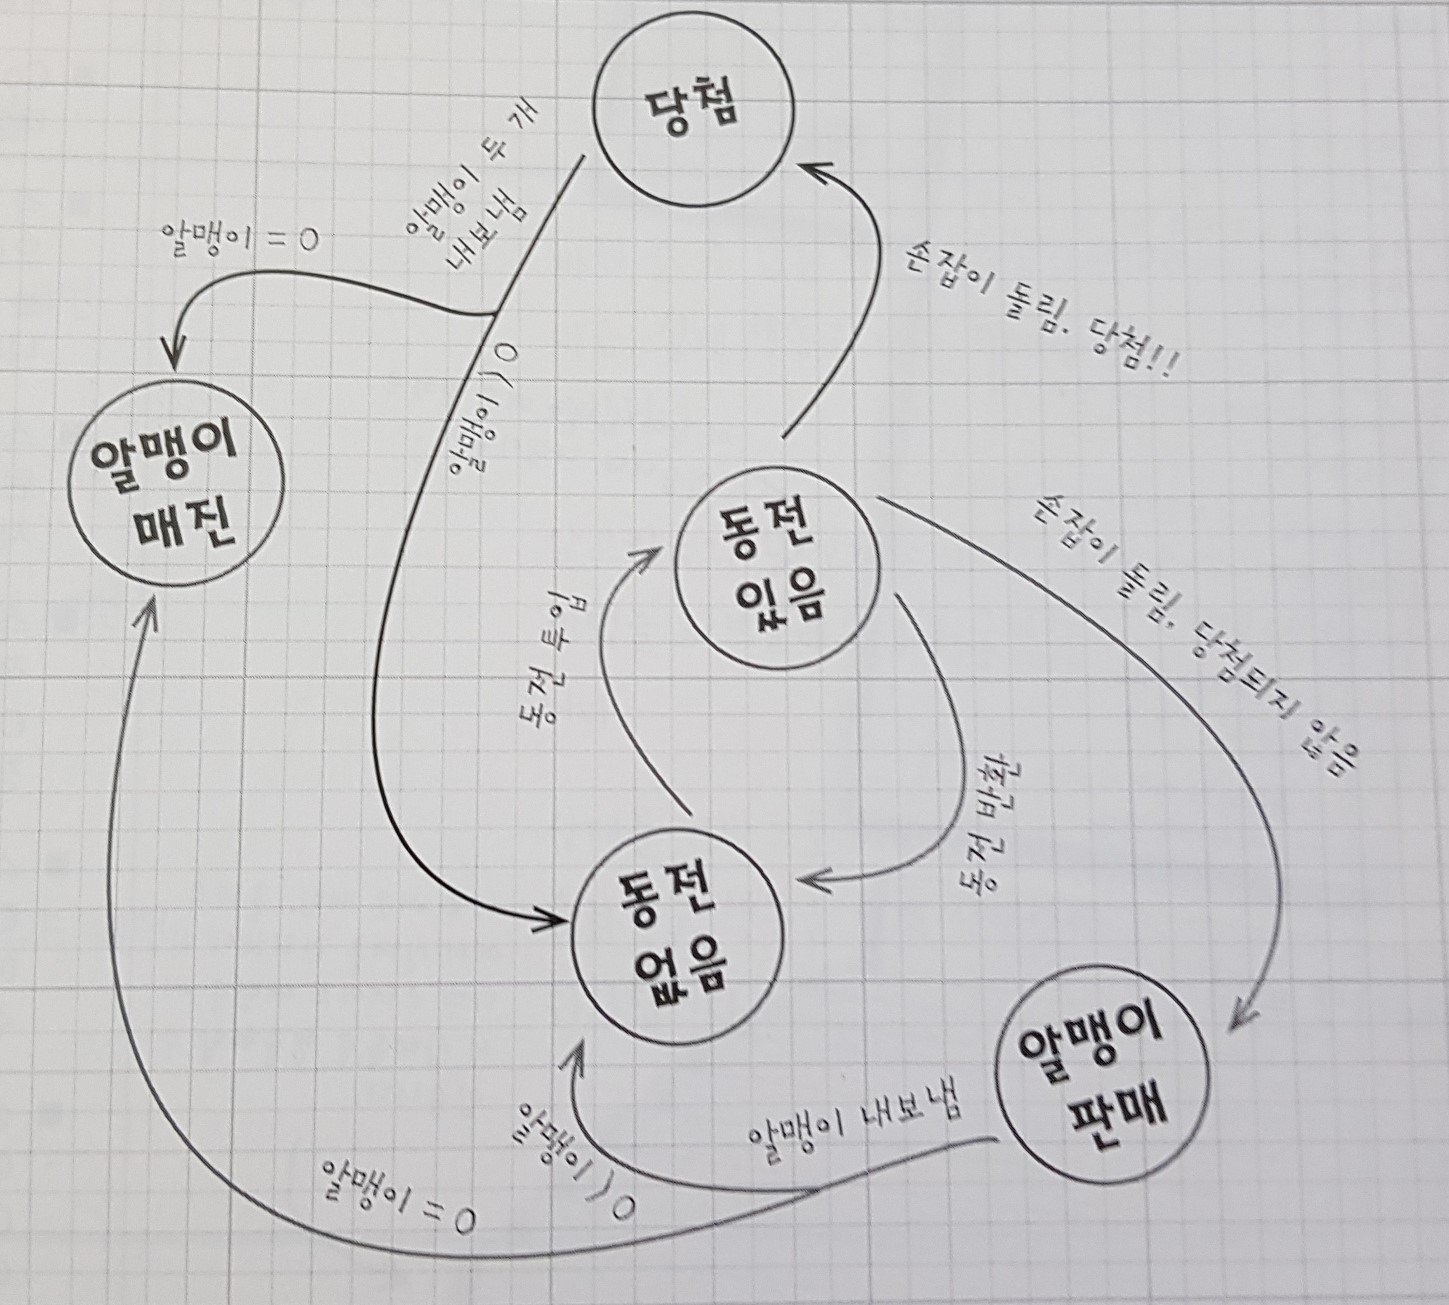 당첨
알맹이 두 개
내보냄
알맹이 = 0
손잡이 돌림. 당첨!!
알맹이 > 0
알맹이
매진
동전
있음
손잡이 돌림. 당첨되지 않음
동전 투입
동전 반환
동전
없음
알맹이
판매
알맹이 내보냄
알맹이 > 0
알맹이 = 0